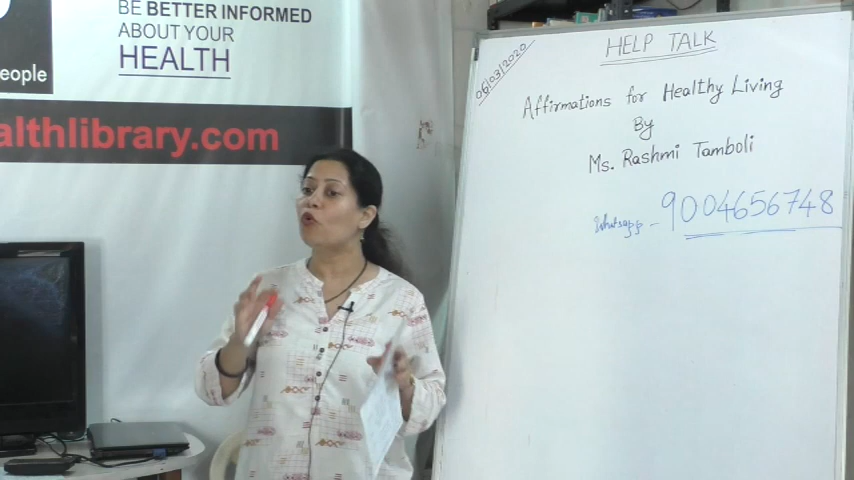 BE BETTER INFORMED
ABOUT YOUR
HEALTH
eople
althlibrary.com
06/03/2020
HELP TALK
Affirmations for Healthy Living
By
Ms. Rashmi Tamboli
Whatsapp - 9004656748